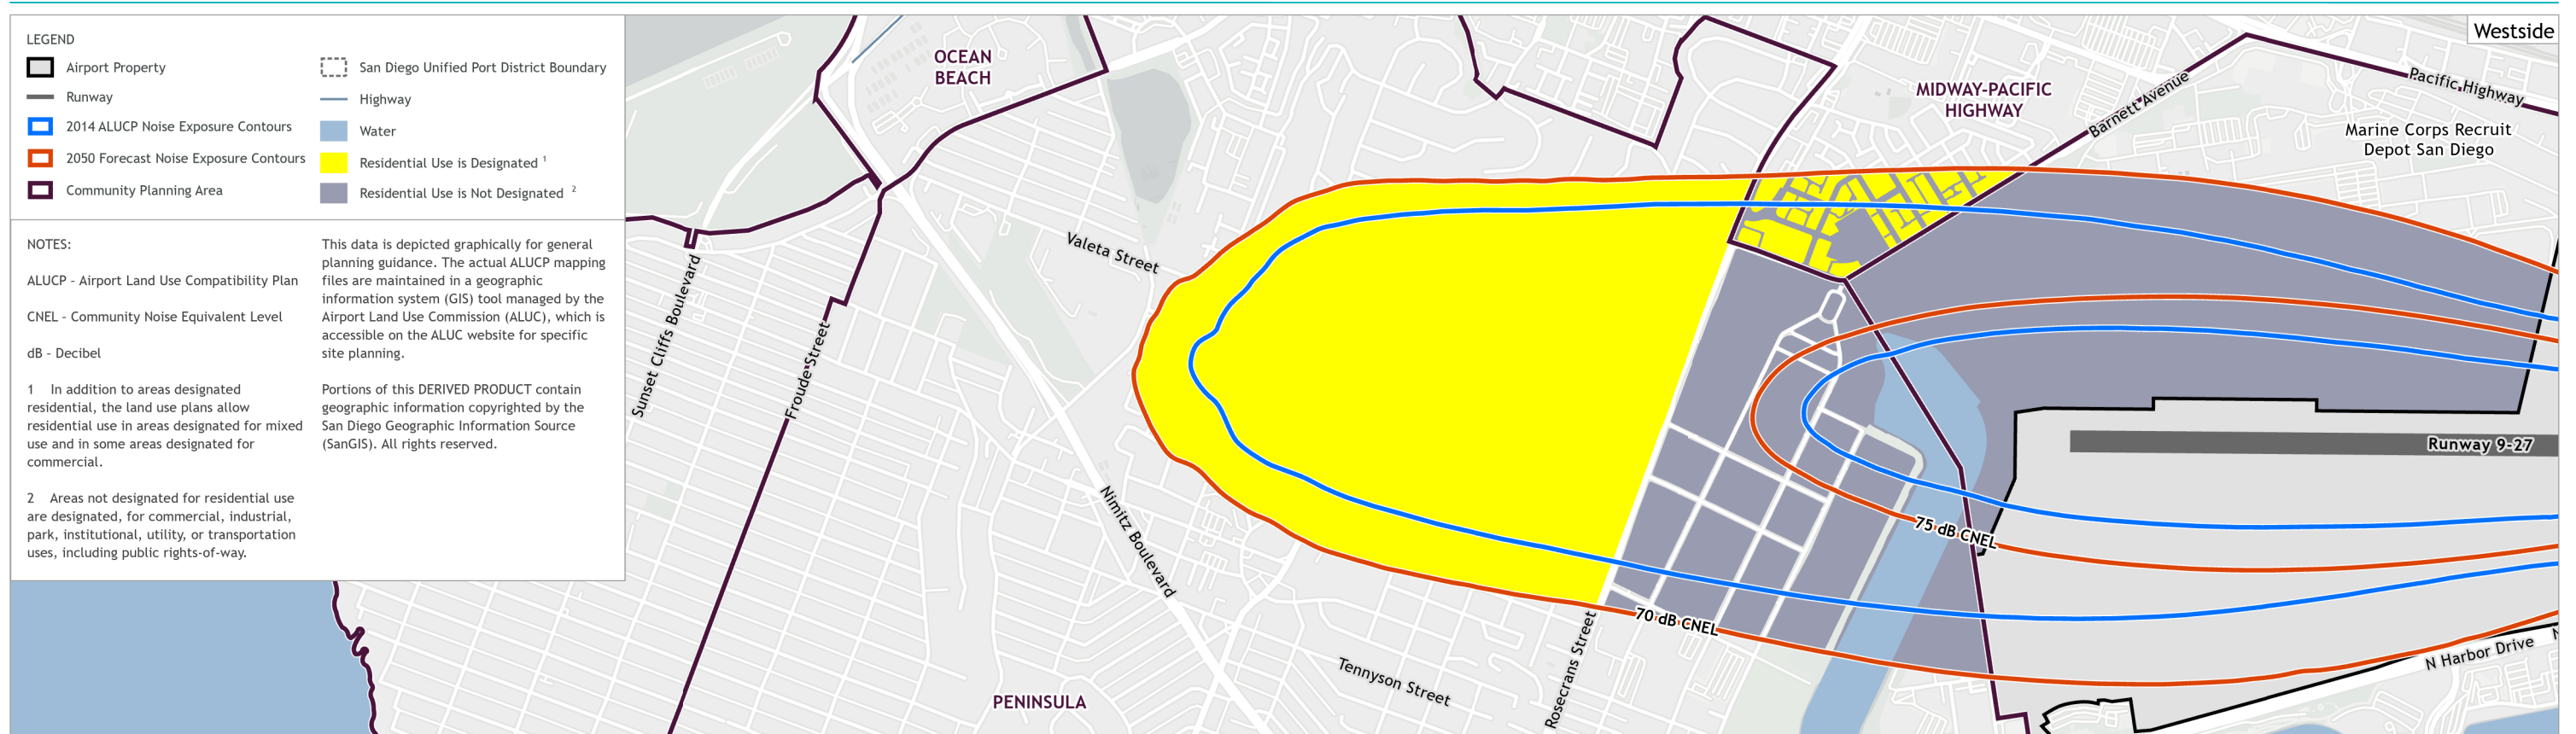 Westside
LEGEND
Airport Property
Runway
2014 ALUCP Noise Exposure Contours
2050 Forecast Noise Exposure Contours
Community Planning Area
San Diego Unified Port District Boundary
Highway
Water
Residential Use is Designated 1
Residential Use is Not Designated 2
NOTES:
ALUCP - Airport Land Use Compatibility Plan
CNEL - Community Noise Equivalent Level
dB - Decibel
1 In addition to areas designated
residential, the land use plans allow
residential use in areas designated for mixed
use and in some areas designated for
commercial.
2 Areas not designated for residential use
are designated, for commercial, industrial,
park, institutional, utility, or transportation
uses, including public rights-of-way.
This data is depicted graphically for general
planning guidance. The actual ALUCP mapping
files are maintained in a geographic
information system (GIS) tool managed by the
Airport Land Use Commission (ALUC), which is
accessible on the ALUC website for specific
site planning.
Portions of this DERIVED PRODUCT contain
geographic information copyrighted by the
San Diego Geographic Information Source
(SanGIS). All rights reserved.
OCEAN
BEACH
MIDWAY-PACIFIC
HIGHWAY
Barnett Avenue
Pacific Highway
Marine Corps Recruit
Depot San Diego
Valeta Street
Sunset Cliffs Boulevard
Froude Street
Nimitz Boulevard
Runway 9-27
75 dB CNEL
70 dB CNEL
Rosecrans Street
Tennyson Street
N Harbor Drive
N
PENINSULA